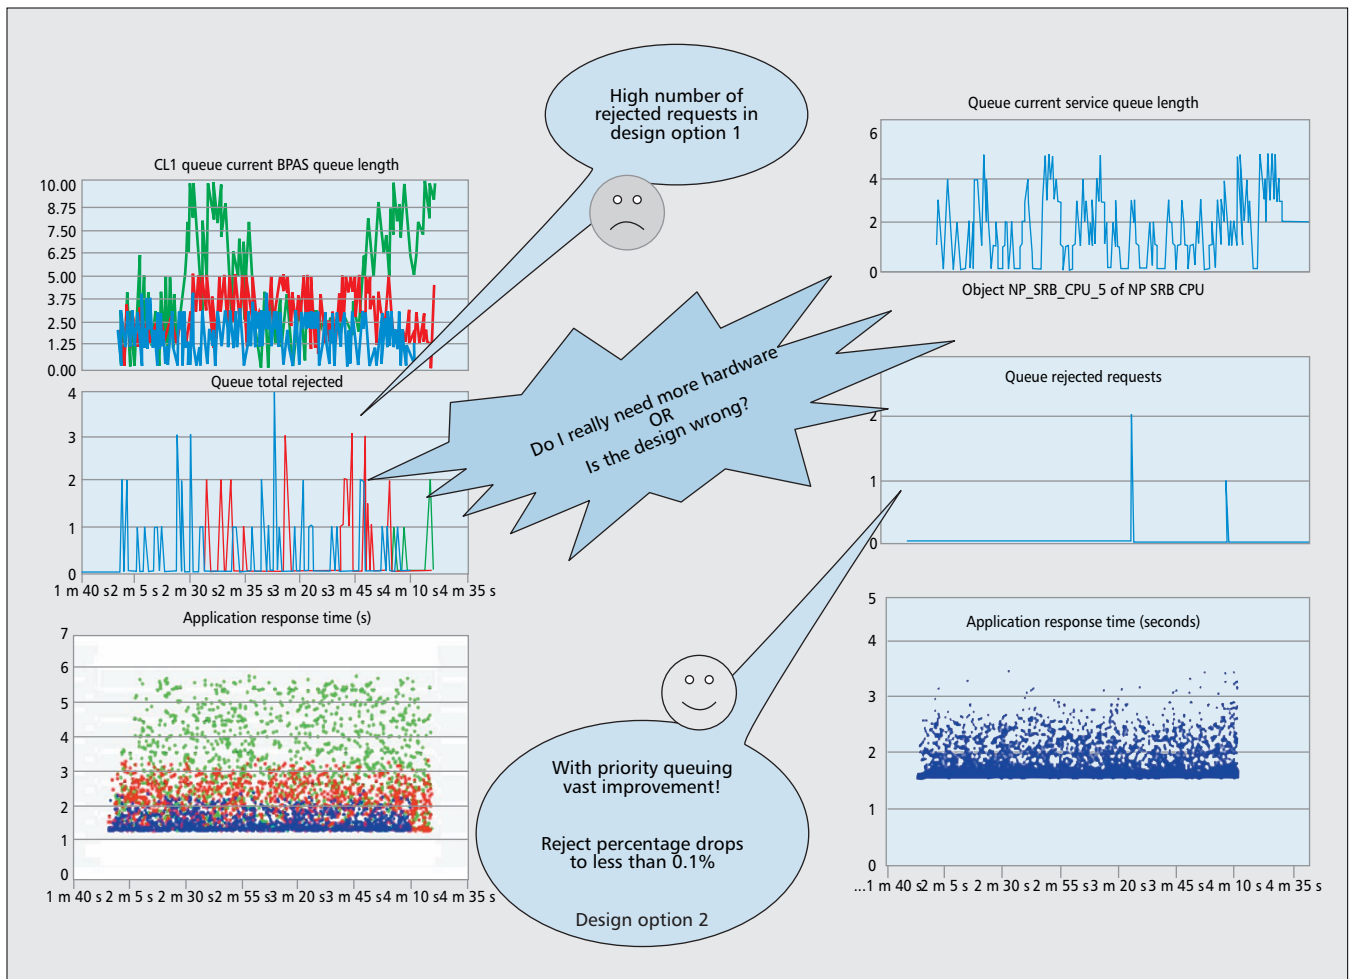 High number of
rejected requests in
design option 1
CL1 queue current BPAS queue length
10.00
8.75
7.50
6.25
5.00
3.75
2.50
1.25
0.00
Queue total rejected
4
3
2
1
0
1 m 40 s2 m 5 s 2 m 30 s2 m 35 s3 m 20 s3 m 45 s4 m 10 s4 m 35 s
Application response time (s)
7
6
5
4
3
2
1
0
1 m 40 s 2 m 5 s 2 m 30 s2 m 55 s3 m 20 s3 m 45 s4 m 10 s4 m 35 s
Do I really need more hardware
OR
Is the design wrong?
With priority queuing
vast improvement!
Reject percentage drops
to less than 0.1%
Design option 2
Queue current service queue length
6
4
2
0
Object NP_SRB_CPU_5 of NP SRB CPU
Queue rejected requests
2
1
0
Application response time (seconds)
5
4
3
2
1
0
...1 m 40 s2 m 5 s 2 m 30 s 2 m 55 s3 m 20 s3 m 45 s4 m 10 s 4 m 35 s